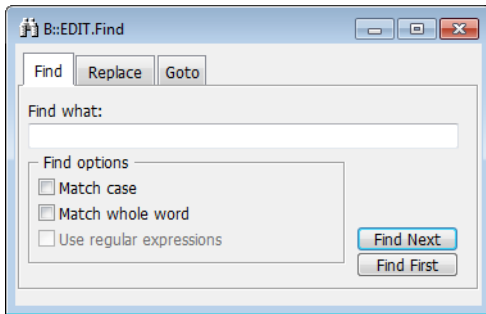 B::EDIT.Find
Find Replace Goto
Find what:
Find options
Match case
Match whole word
Use regular expressions
Find Next
Find First